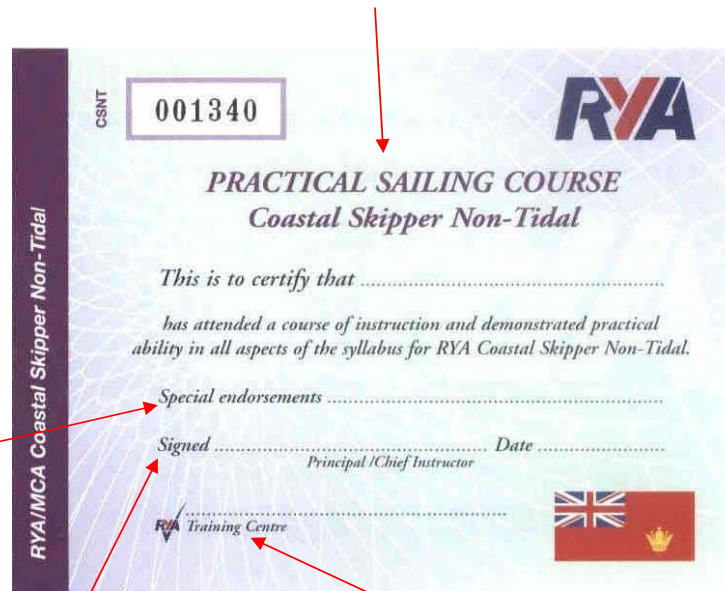 CSNT
001340
RYA
PRACTICAL SAILING COURSE
Coastal Skipper Non-Tidal
This is to certify that ............................................................
has attended a course of instruction and demonstrated practical
ability in all aspects of the syllabus for RYA Coastal Skipper Non-Tidal.
Special endorsements ....................................................................
Signed ...................................................... Date .........................
Principal /Chief Instructor
................................................................
RYA Training Centre
RYA/MCA Coastal Skipper Non-Tidal